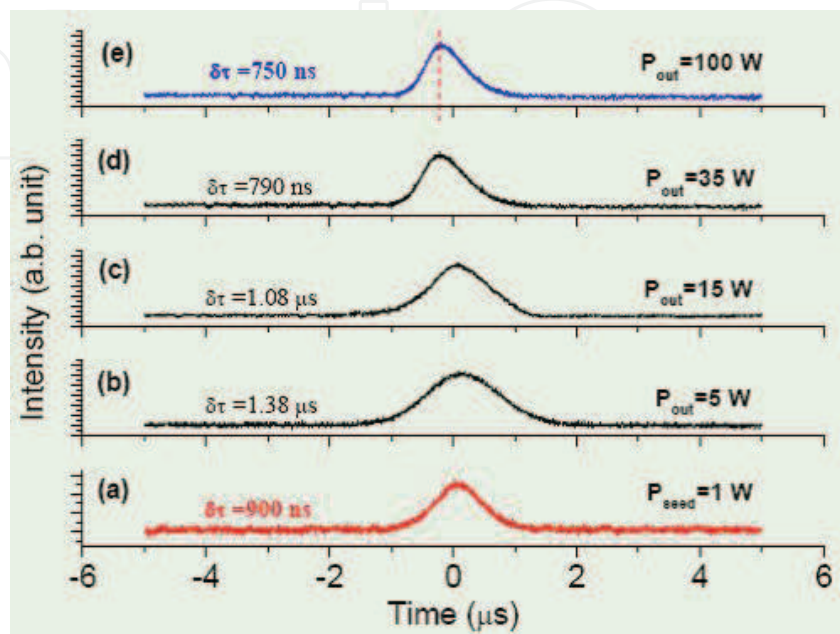 (e)
δτ =750 ns
P_out=100 W
(d)
δτ =790 ns
P_out=35 W
(c)
δτ =1.08 μs
P_out=15 W
(b)
δτ =1.38 μs
P_out=5 W
(a)
δτ =900 ns
P_seed=1 W
Intensity (a.b. unit)
-6 -4 -2 0 2 4 6
Time (μs)